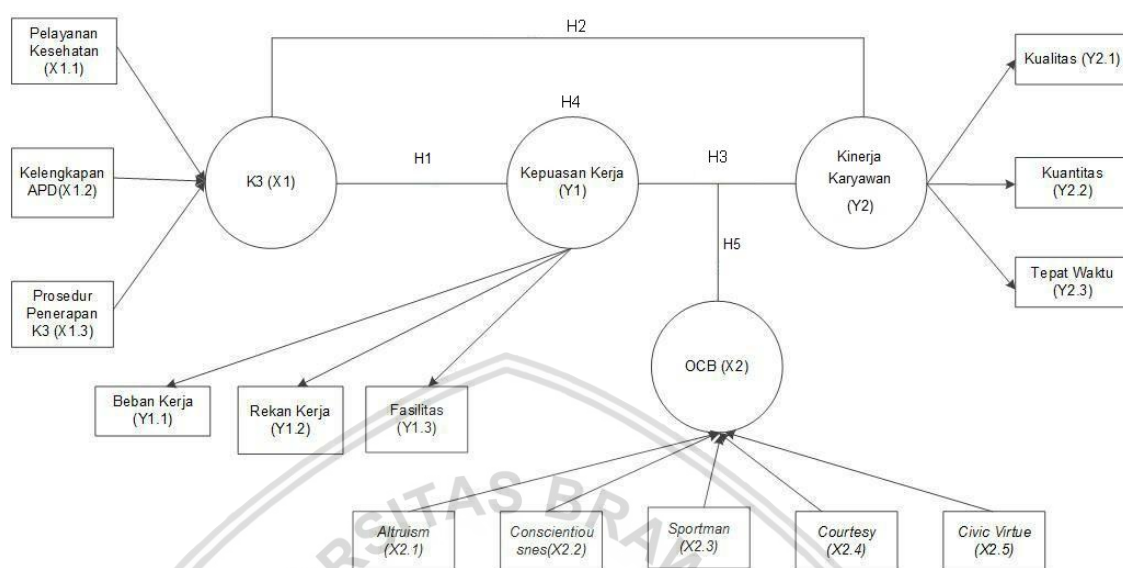 Pelayanan
Kesehatan
(X1.1)
H2
Kualitas (Y2.1)
H4
Kelengkapan
APD(X1.2)
K3 (X1)
H1
Kepuasan Kerja
(Y1)
H3
Kinerja
Karyawan
(Y2)
Kuantitas
(Y2.2)
H5
Prosedur
Penerapan
K3 (X1.3)
Tepat Waktu
(Y2.3)
OCB (X2)
Beban Kerja
(Y1.1)
Rekan Kerja
(Y1.2)
Fasilitas
(Y1.3)
Altruism
(X2.1)
Conscientiou
snes(X2.2)
Sportman
(X2.3)
Courtesy
(X2.4)
Civic Virtue
(X2.5)
RSITAS BRAW